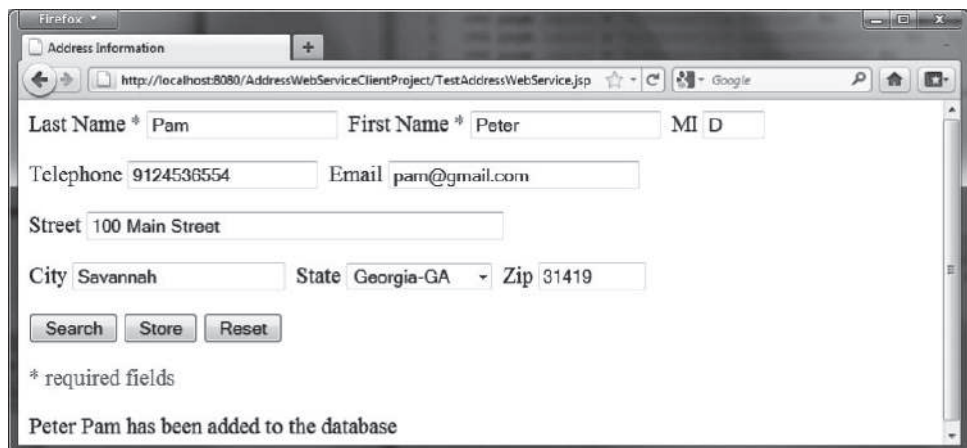 Firefox
Address Information
http://localhost:8080/AddressWebServiceClientProject/TestAddressWebService.jsp Google
Last Name * Pam First Name * Peter MI D
Telephone 9124536554 Email pam@gmail.com
Street 100 Main Street
City Savannah State Georgia-GA Zip 31419
Search Store Reset
* required fields
Peter Pam has been added to the database